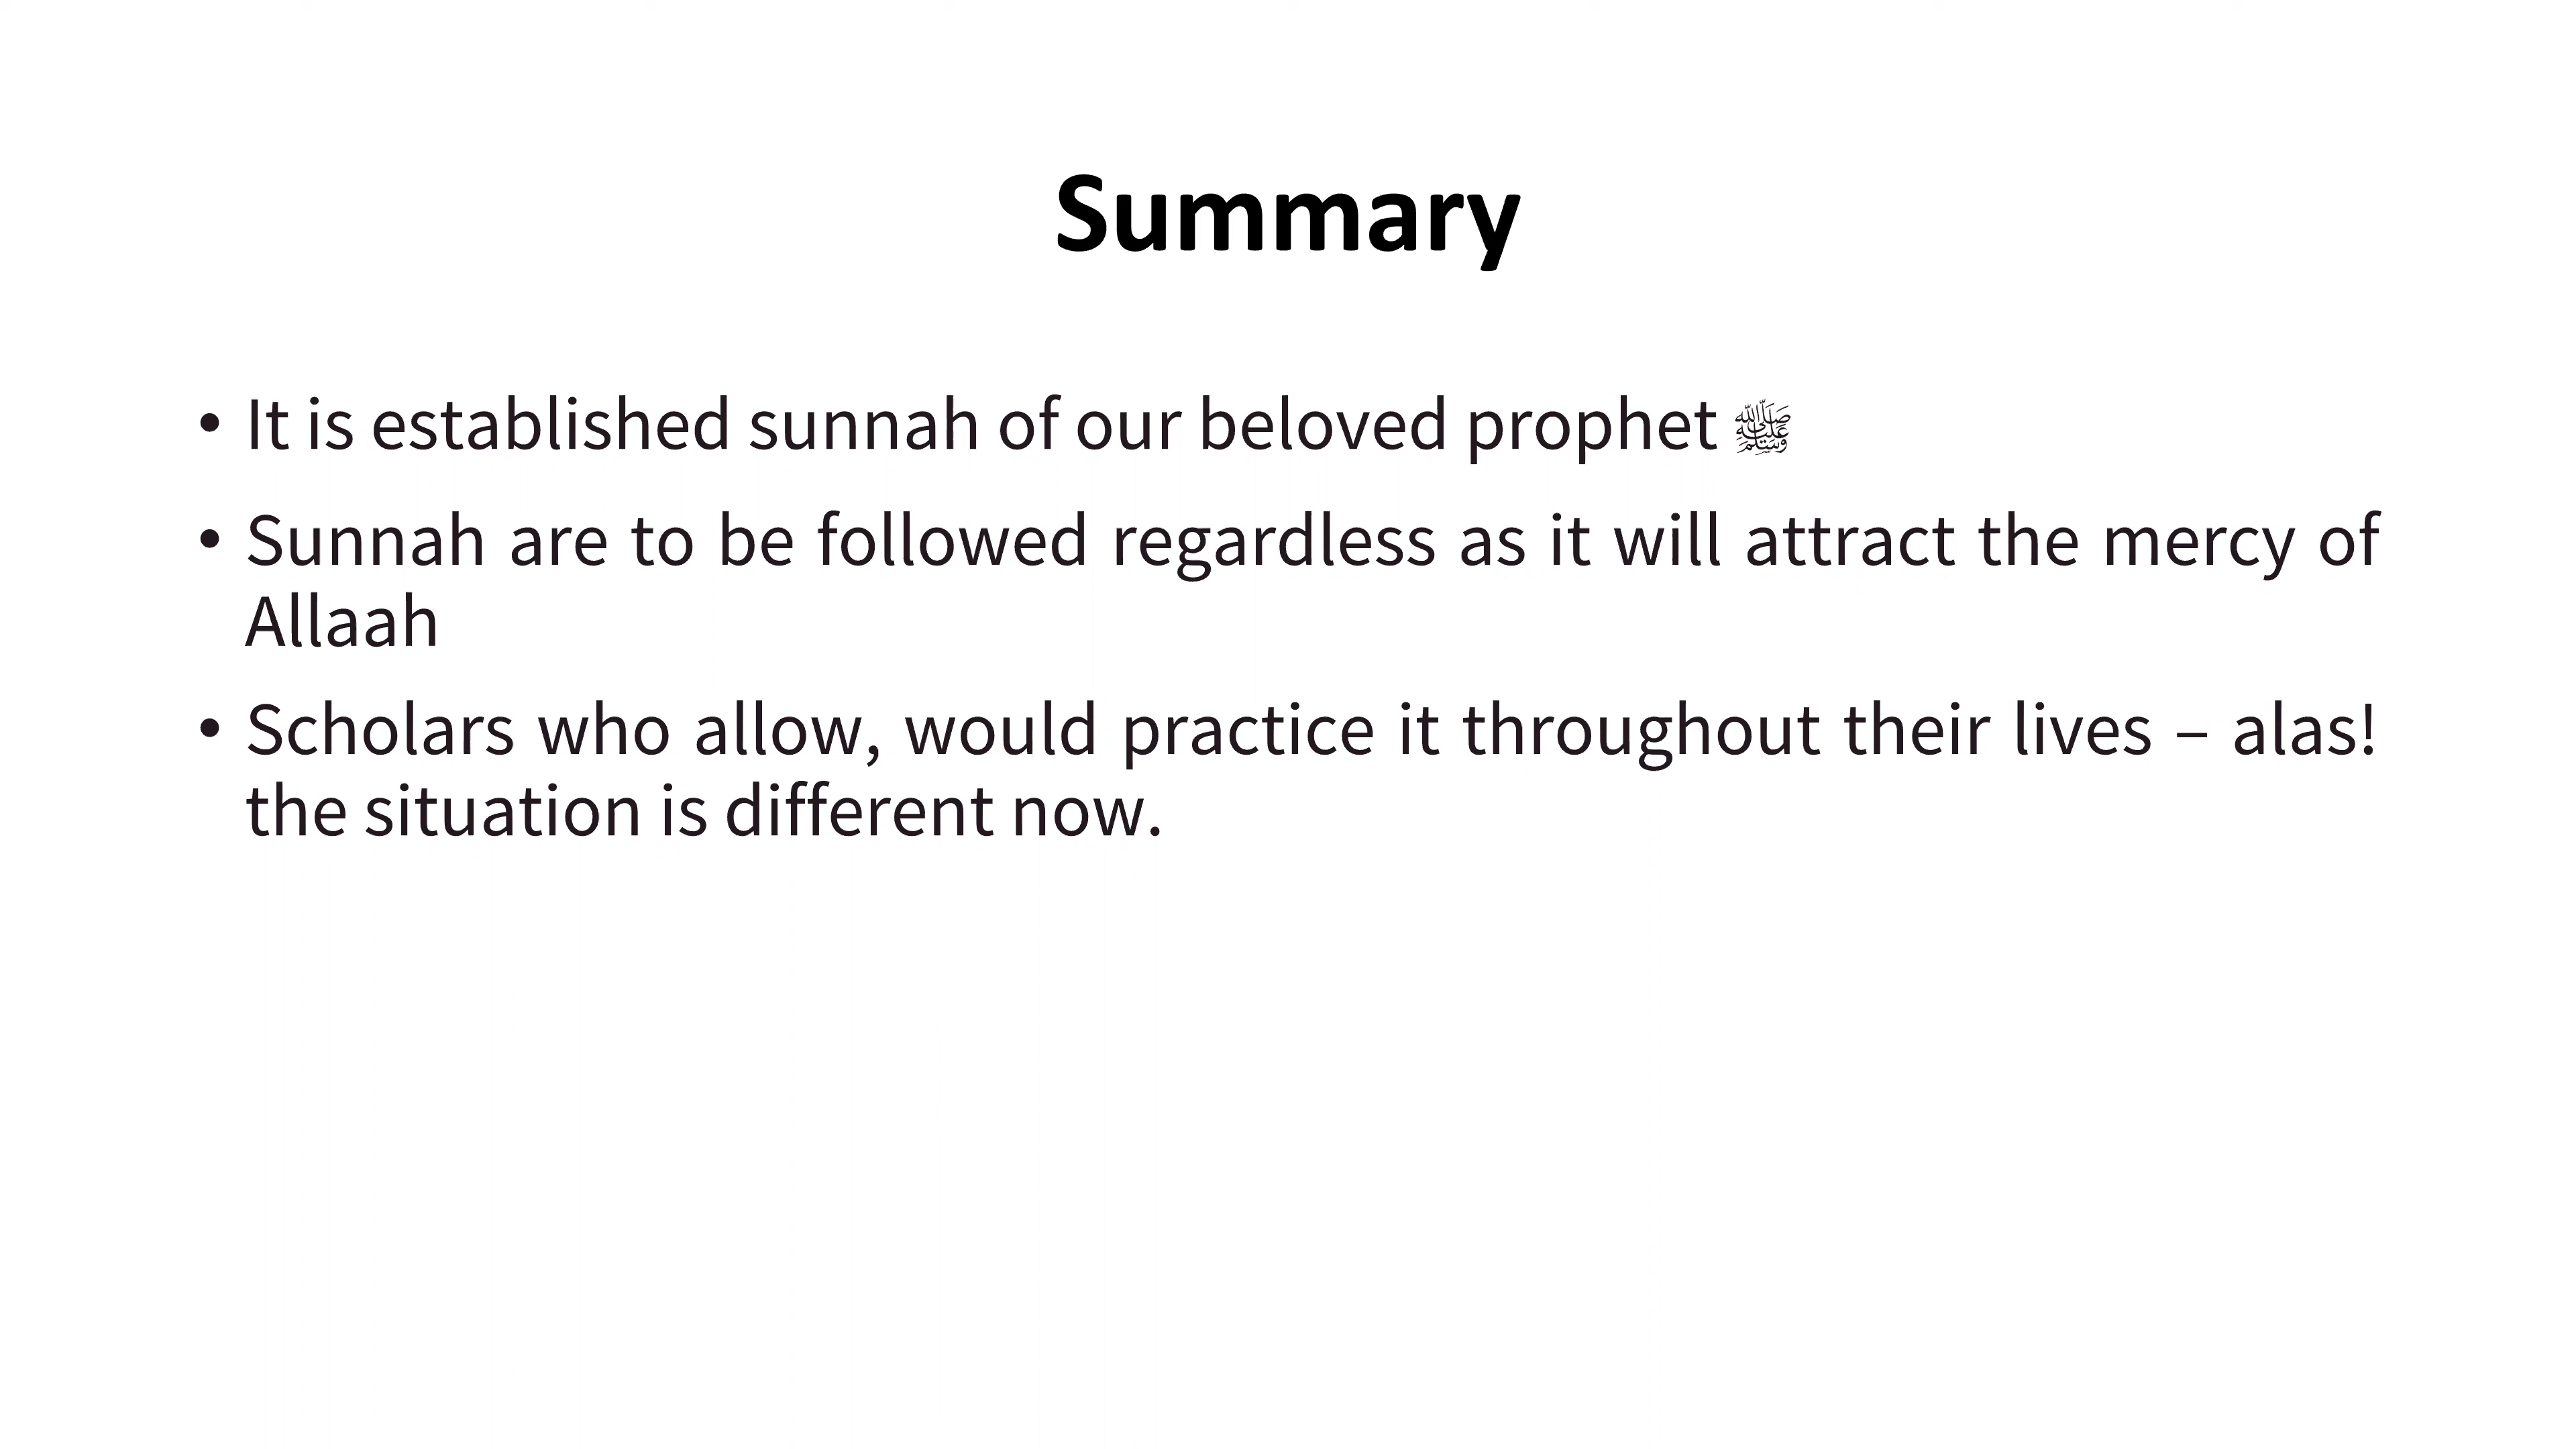 Summary
• It is established sunnah of our beloved prophet ﷺ
• Sunnah are to be followed regardless as it will attract the mercy of
Allaah
• Scholars who allow, would practice it throughout their lives – alas!
the situation is different now.